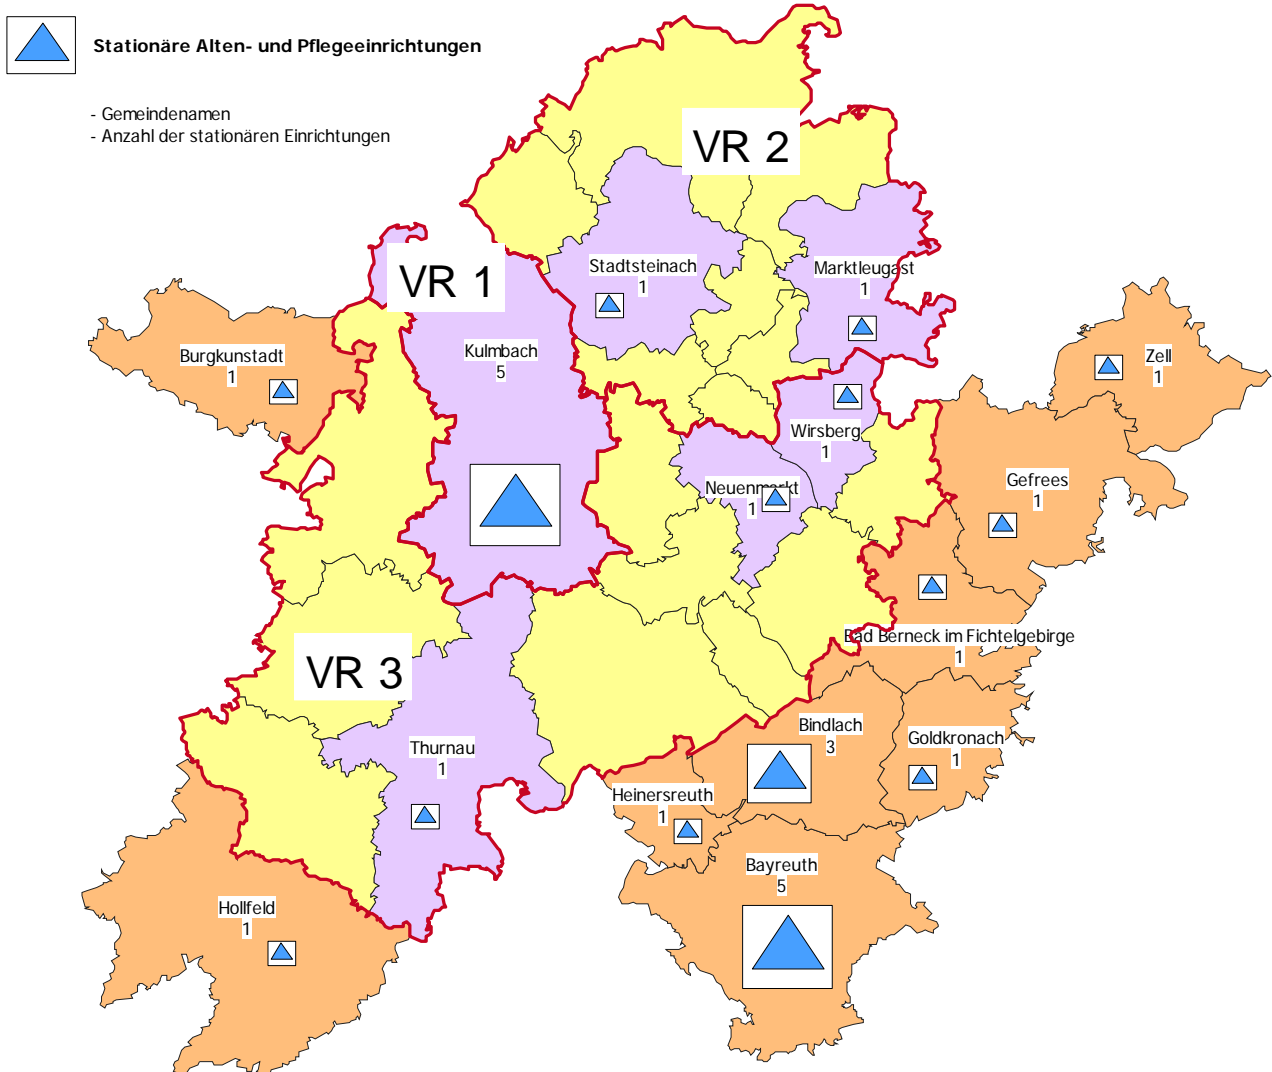 Stationäre Alten- und Pflegeeinrichtungen
- Gemeindenamen
- Anzahl der stationären Einrichtungen
VR 2
VR 1
Stadtsteinach
1
Marktleugast
1
Burgkunstadt
1
Kulmbach
5
Zell
1
Wirsberg
1
Neuenmarkt
1
Gefrees
1
Bad Berneck im Fichtelgebirge
1
VR 3
Thurnau
1
Bindlach
3
Goldkronach
1
Heinersreuth
1
Bayreuth
5
Hollfeld
1